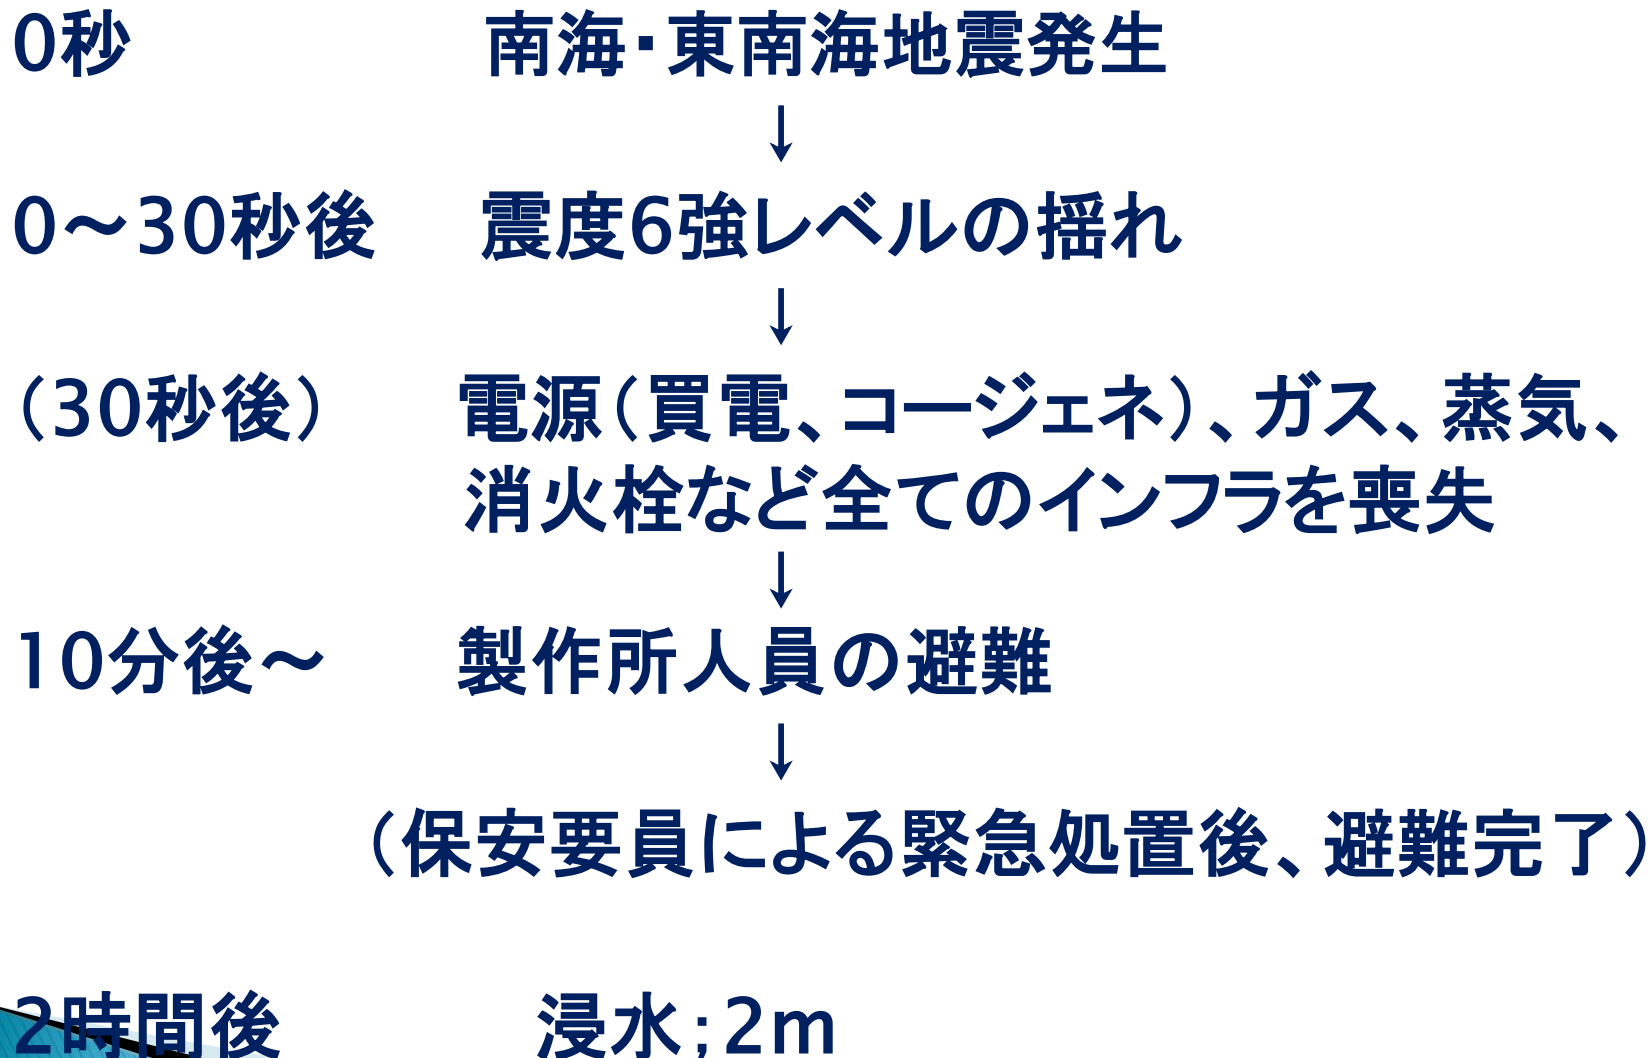 0秒 南海・東南海地震発生
↓
0～30秒後 震度6強レベルの揺れ
↓
（30秒後） 電源（買電、コージェネ）、ガス、蒸気、
消火栓など全てのインフラを喪失
↓
10分後～ 製作所人員の避難
↓
（保安要員による緊急処置後、避難完了）
2時間後 浸水；2m